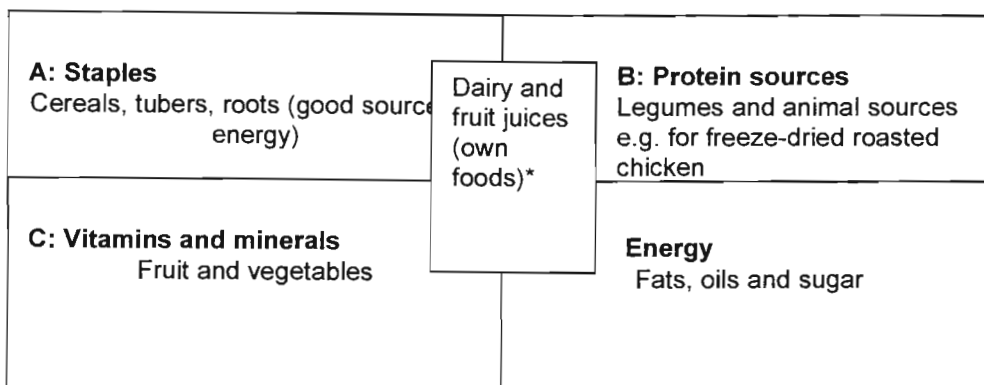 A: Staples
Cereals, tubers, roots (good source
energy)
Dairy and
fruit juices
(own
foods)*
B: Protein sources
Legumes and animal sources
e.g. for freeze-dried roasted
chicken
C: Vitamins and minerals
Fruit and vegetables
Energy
Fats, oils and sugar